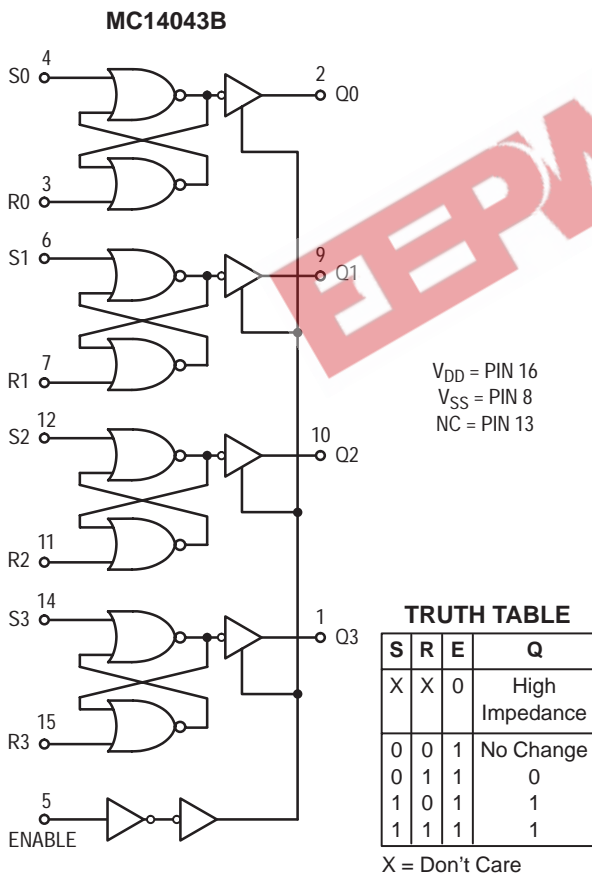 MC14043B
S0 4
2 Q0
R0 3
S1 6
9 Q1
R1 7
S2 12
10 Q2
R2 11
S3 14
1 Q3
R3 15
5
ENABLE
VDD = PIN 16
VSS = PIN 8
NC = PIN 13
TRUTH TABLE
S R E Q
X X 0 High Impedance
0 0 1 No Change
0 1 1 0
1 0 1 1
1 1 1 1
X = Don't Care
EEPW